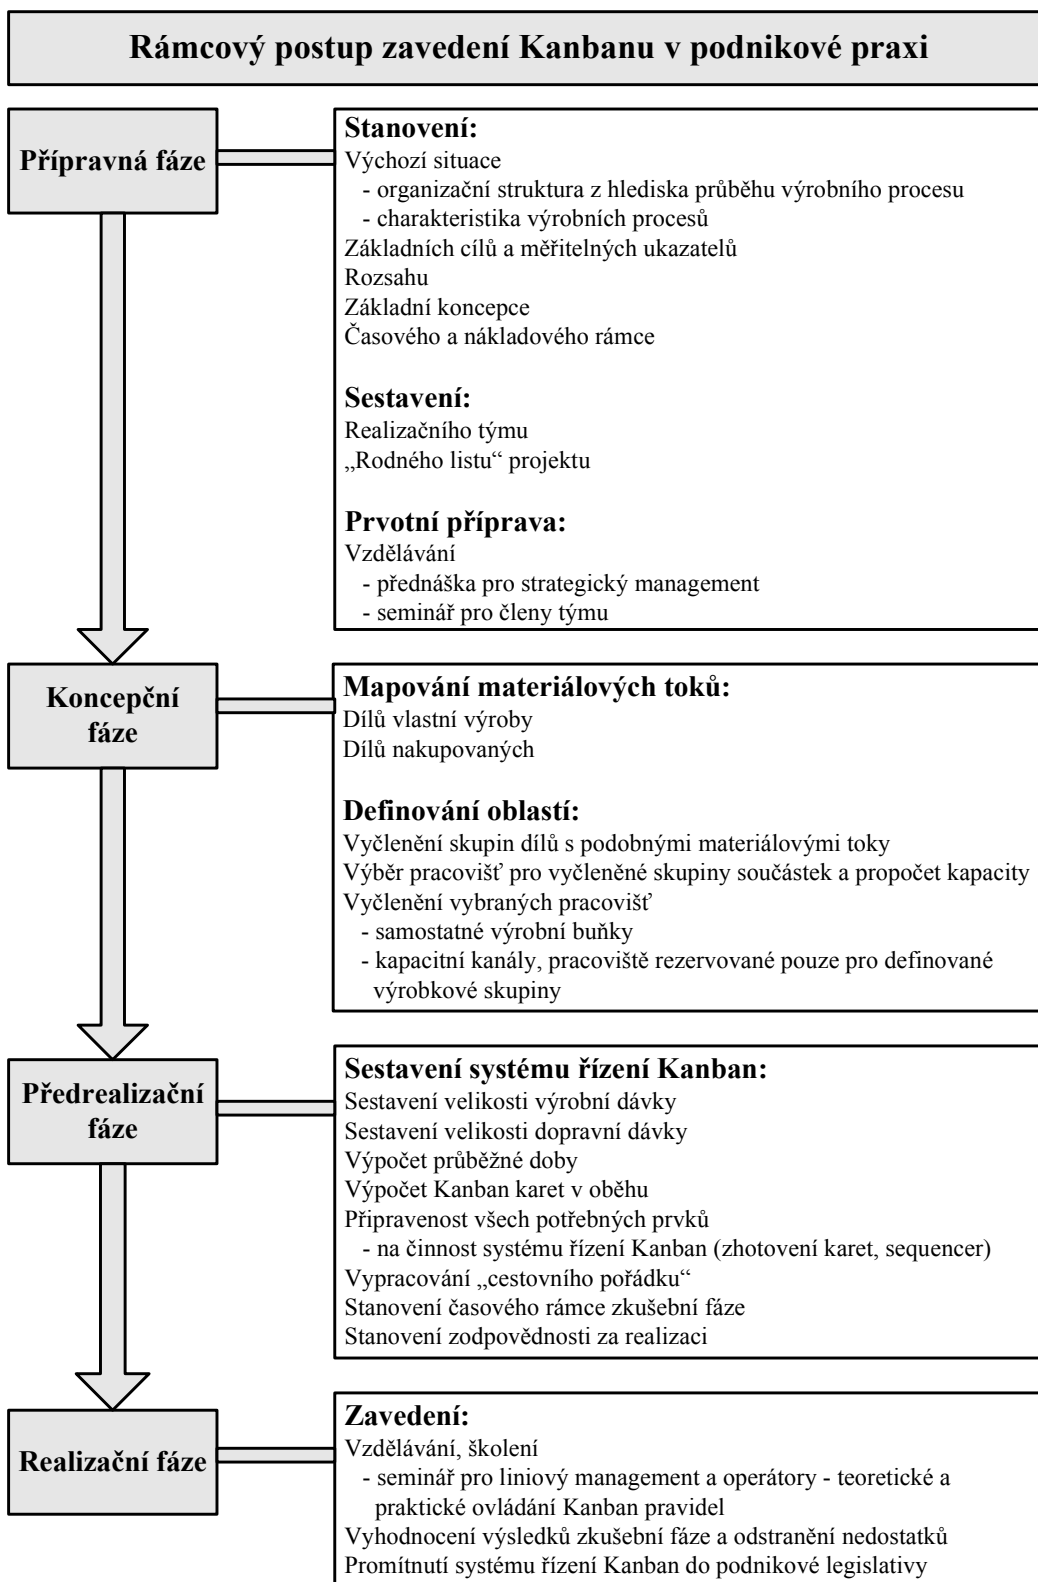 Rámcový postup zavedení Kanbanu v podnikové praxi
Přípravná fáze
Stanovení:
Výchozí situace
- organizační struktura z hlediska průběhu výrobního procesu
- charakteristika výrobních procesů
Základních cílů a měřitelných ukazatelů
Rozsahu
Základní koncepce
Časového a nákladového rámce
Sestavení:
Realizačního týmu
„Rodného listu“ projektu
Prvotní příprava:
Vzdělávání
- přednáška pro strategický management
- seminář pro členy týmu
Koncepční
fáze
Mapování materiálových toků:
Dílů vlastní výroby
Dílů nakupovaných
Definování oblastí:
Vyčlenění skupin dílů s podobnými materiálovými toky
Výběr pracovišť pro vyčleněné skupiny součástek a propočet kapacity
Vyčlenění vybraných pracovišť
- samostatné výrobní buňky
- kapacitní kanály, pracoviště rezervované pouze pro definované
výrobkové skupiny
Předrealizační
fáze
Sestavení systému řízení Kanban:
Sestavení velikosti výrobní dávky
Sestavení velikosti dopravní dávky
Výpočet průběžné doby
Výpočet Kanban karet v oběhu
Připravenost všech potřebných prvků
- na činnost systému řízení Kanban (zhotovení karet, sequencer)
Vypracování „cestovního pořádku“
Stanovení časového rámce zkušební fáze
Stanovení zodpovědnosti za realizaci
Realizační fáze
Zavedení:
Vzdělávání, školení
- seminář pro liniový management a operátory - teoretické a
praktické ovládání Kanban pravidel
Vyhodnocení výsledků zkušební fáze a odstranění nedostatků
Promítnutí systému řízení Kanban do podnikové legislativy